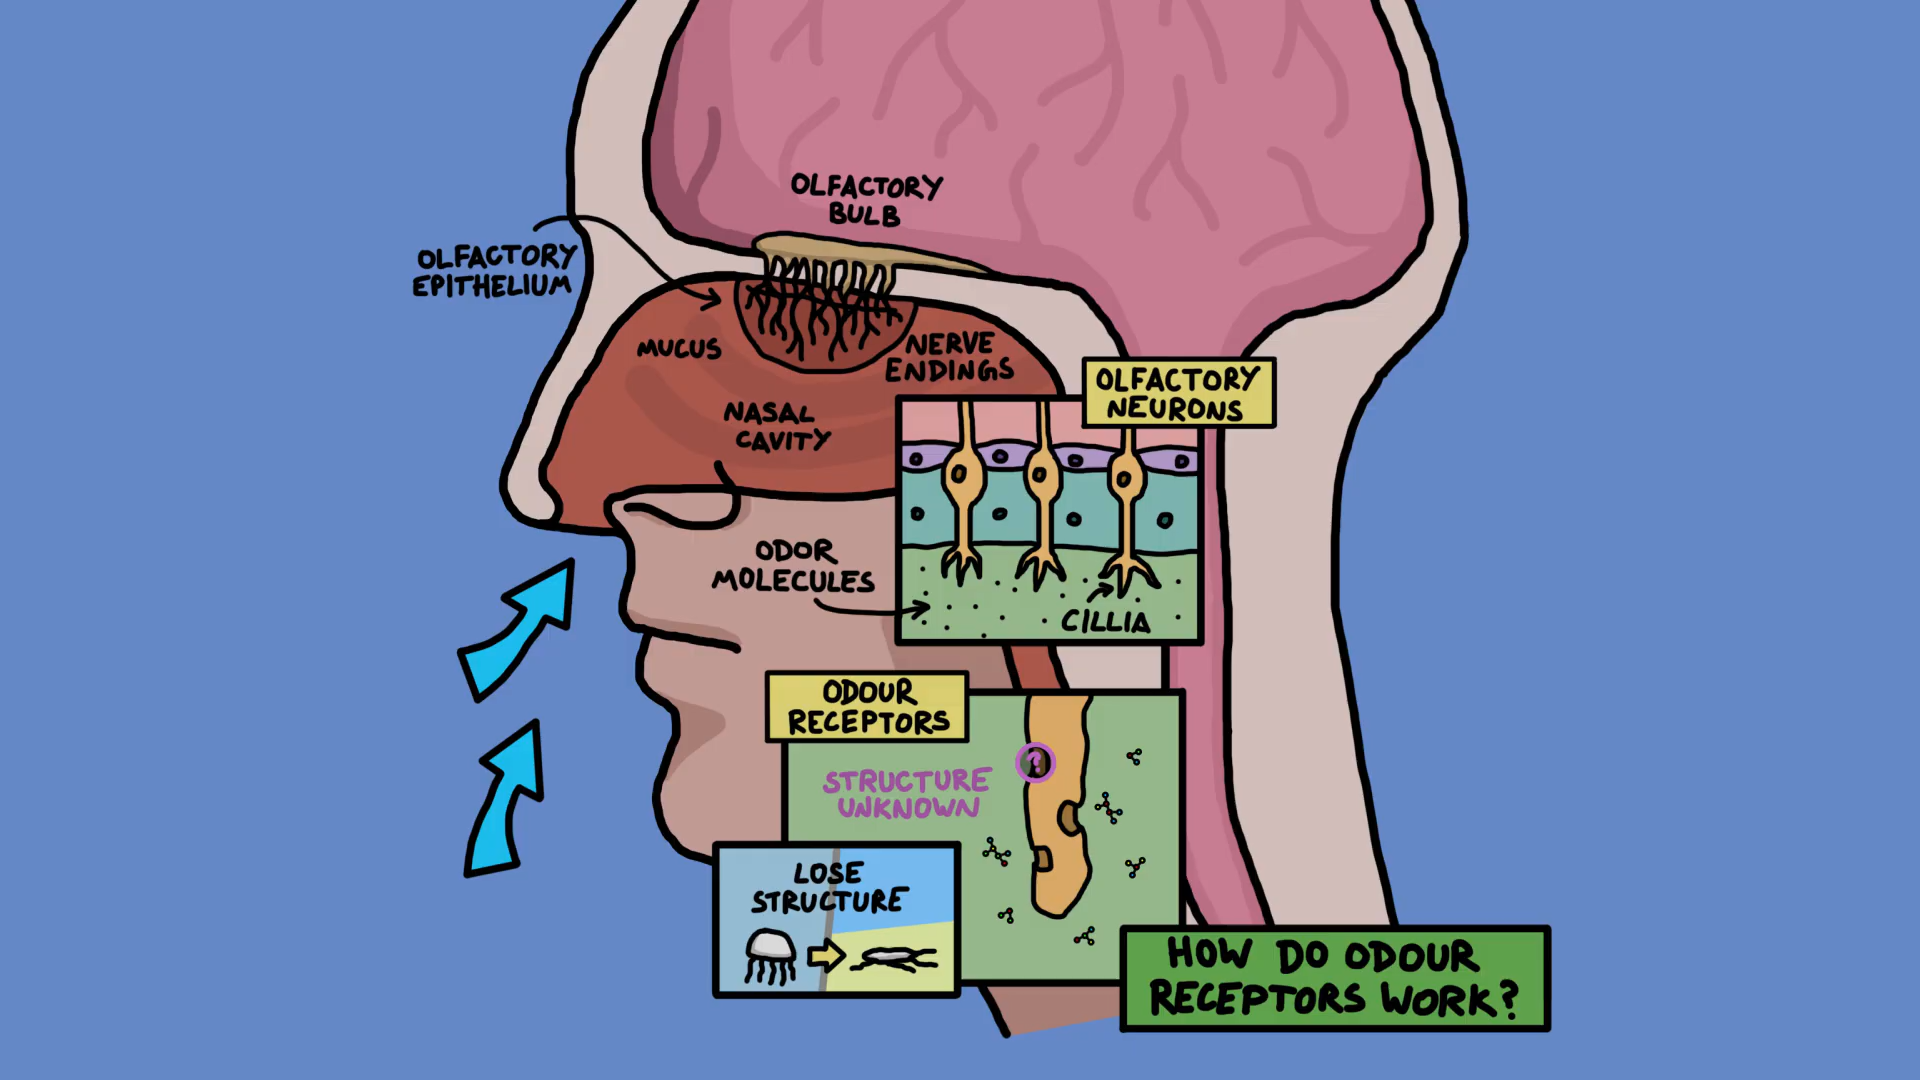 OLFACTORY
BULB
OLFACTORY
EPITHELIUM
MUCUS
NERVE
ENDINGS
NASAL
CAVITY
OLFACTORY
NEURONS
ODOR
MOLECULES
CILLIA
ODOUR
RECEPTORS
STRUCTURE
UNKNOWN
?
LOSE
STRUCTURE
HOW DO ODOUR
RECEPTORS WORK?